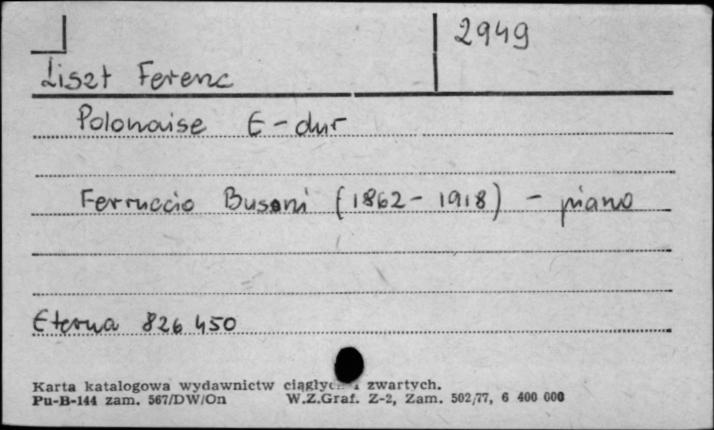 2949
Liszt Ferenc
Polonaise E-dur
Ferruccio Busoni (1862-1918) - piano
Eterna 826 450
Karta katalogowa wydawnictw zwartych.
Pu-B-144 zam. 567/DW/On W.Z.Graf. Z-2, Zam. 502/77, 6 400 000